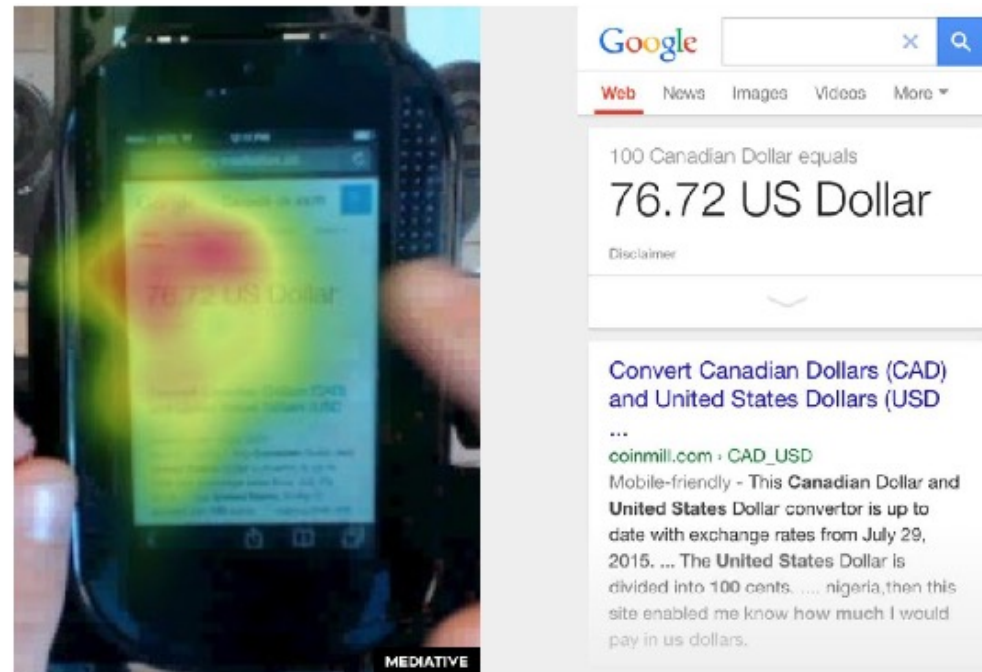 12:11 PM
Google
76.72 US Dollar
MEDIATIVE
Google
Web News Images Videos More
100 Canadian Dollar equals
76.72 US Dollar
Disclaimer
Convert Canadian Dollars (CAD)
and United States Dollars (USD
...
coinmill.com › CAD_USD
Mobile-friendly - This Canadian Dollar and
United States Dollar convertor is up to
date with exchange rates from July 29,
2015. ... The United States Dollar is
divided into 100 cents. .... nigeria,then this
site enabled me know how much I would
pay in us dollars.